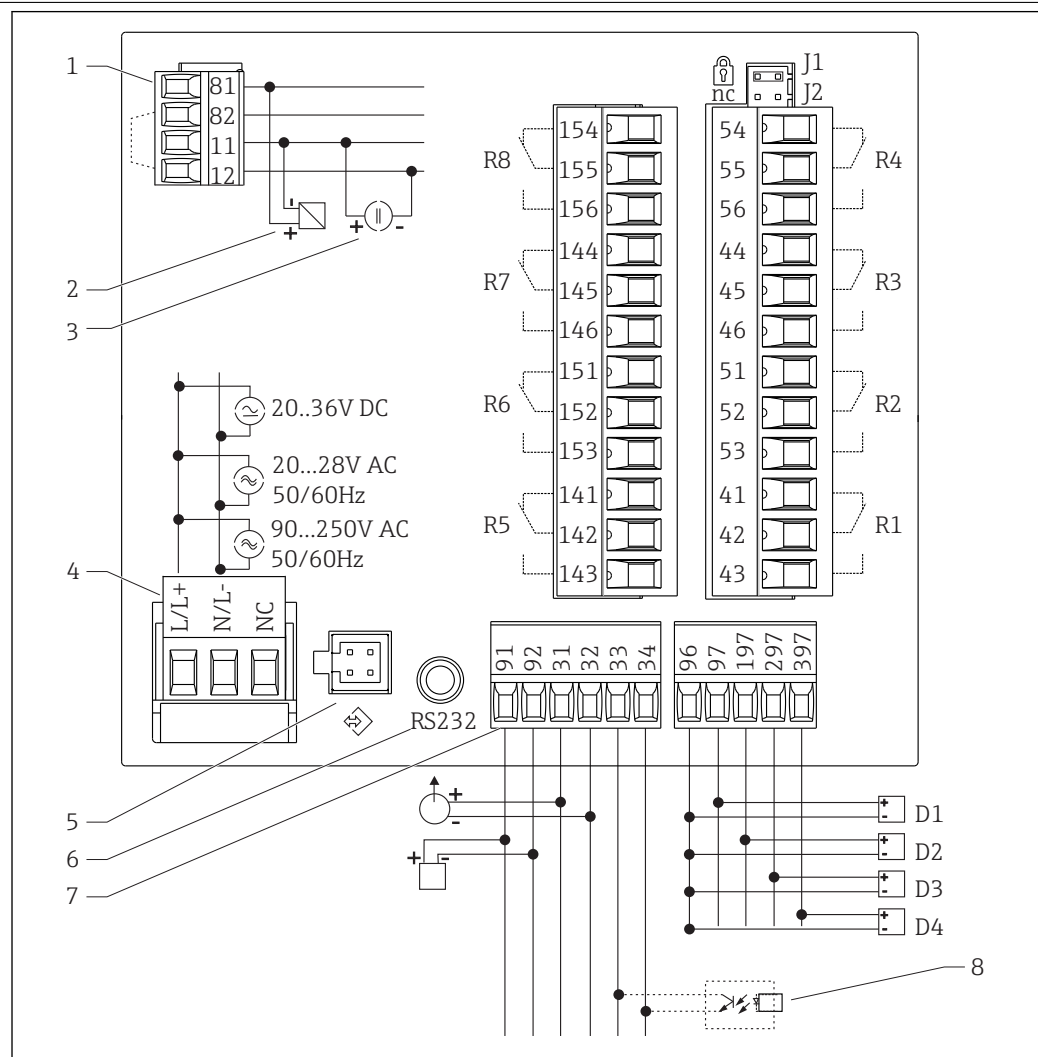 1
81
82
11
12
2
3
+
-
+
-
nc
J1
J2
R8
154
155
156
R7
144
145
146
R6
151
152
153
R5
141
142
143
54
55
56
R4
44
45
46
R3
51
52
53
R2
41
42
43
R1
20..36V DC
20...28V AC
50/60Hz
90...250V AC
50/60Hz
4
L/L+
N/L-
NC
5
RS232
6
7
91
92
31
32
33
34
96
97
197
297
397
+
-
+
-
+
-
D1
+
-
D2
+
-
D3
+
-
D4
8